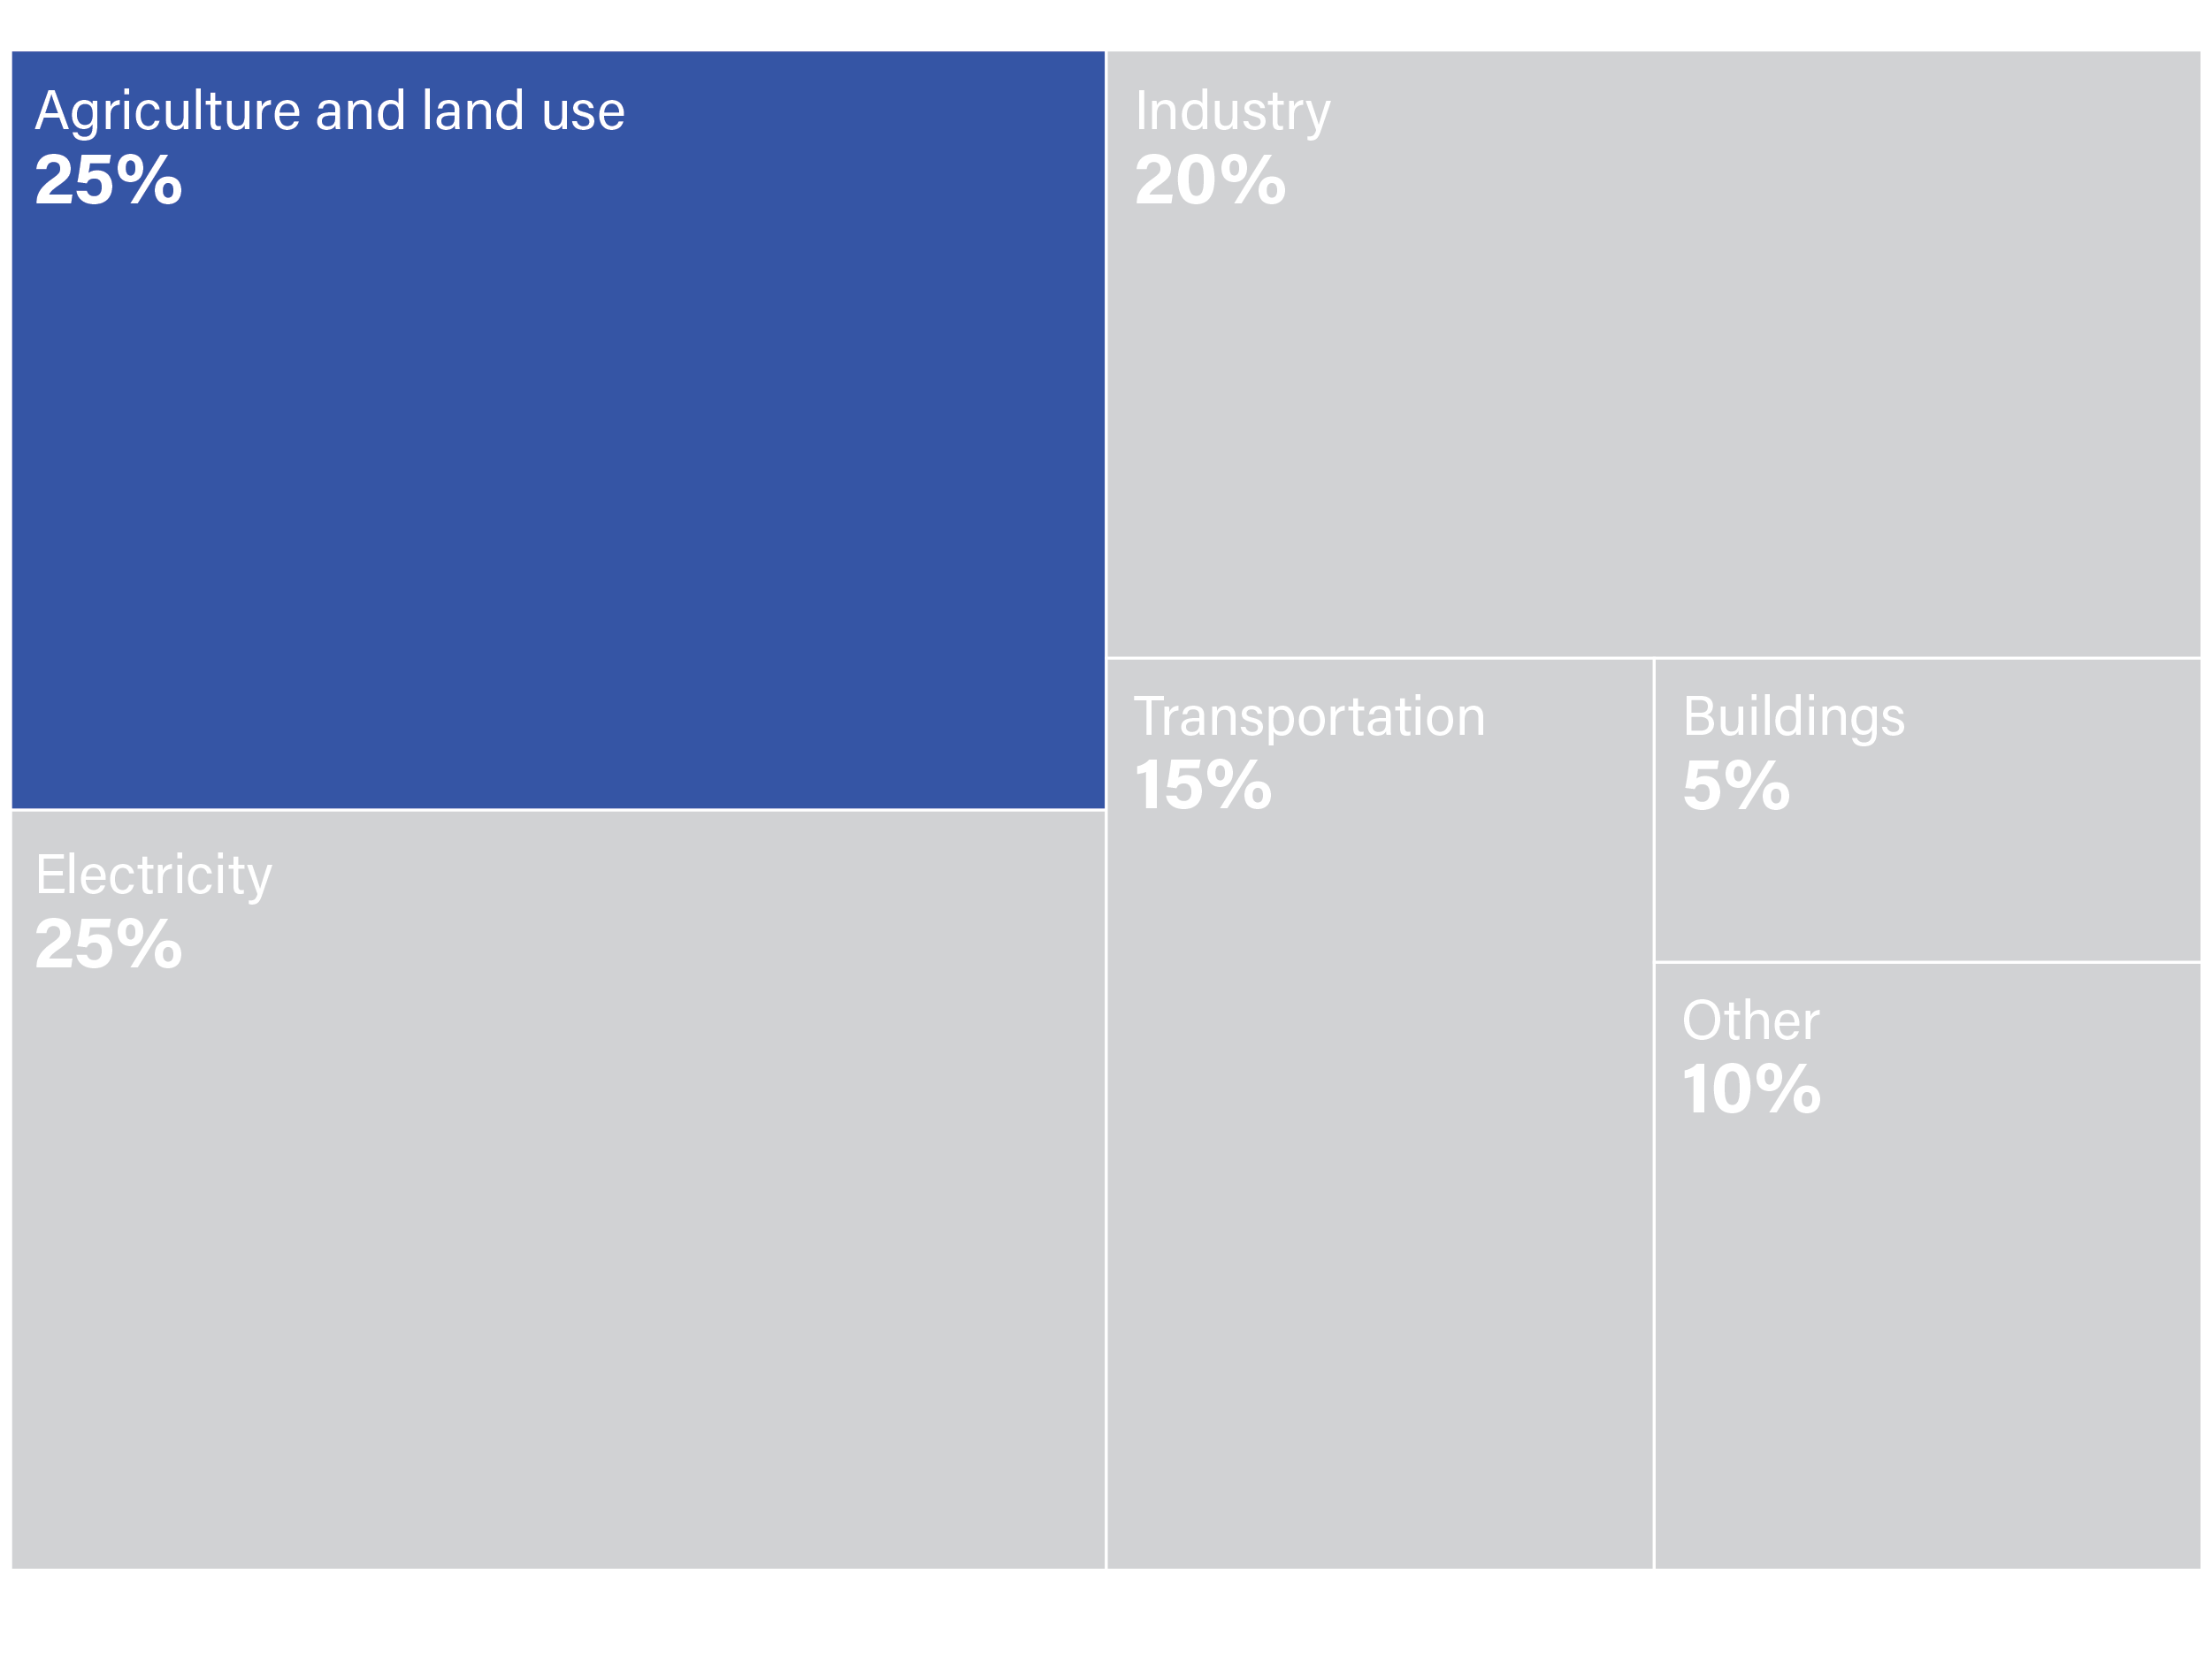 Agriculture and land use
25%
Industry
20%
Transportation
15%
Buildings
5%
Electricity
25%
Other
10%